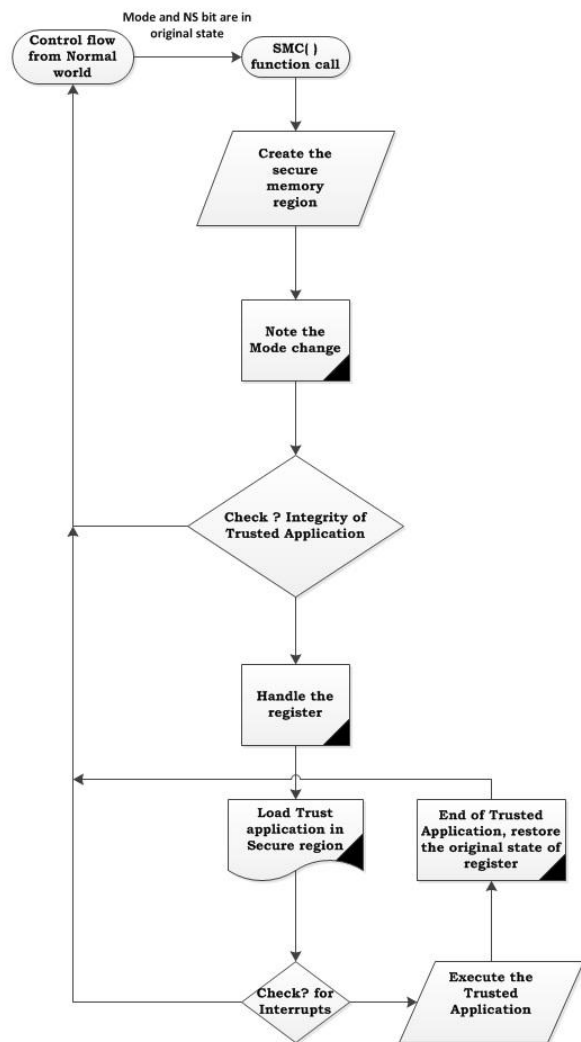 Mode and NS bit are in
original state
Control flow
from Normal
world
SMC( )
function call
Create the
secure
memory
region
Note the
Mode change
Check ? Integrity of
Trusted Application
Handle the
register
Load Trust
application in
Secure region
End of Trusted
Application, restore
the original state of
register
Check? for
Interrupts
Execute the
Trusted
Application